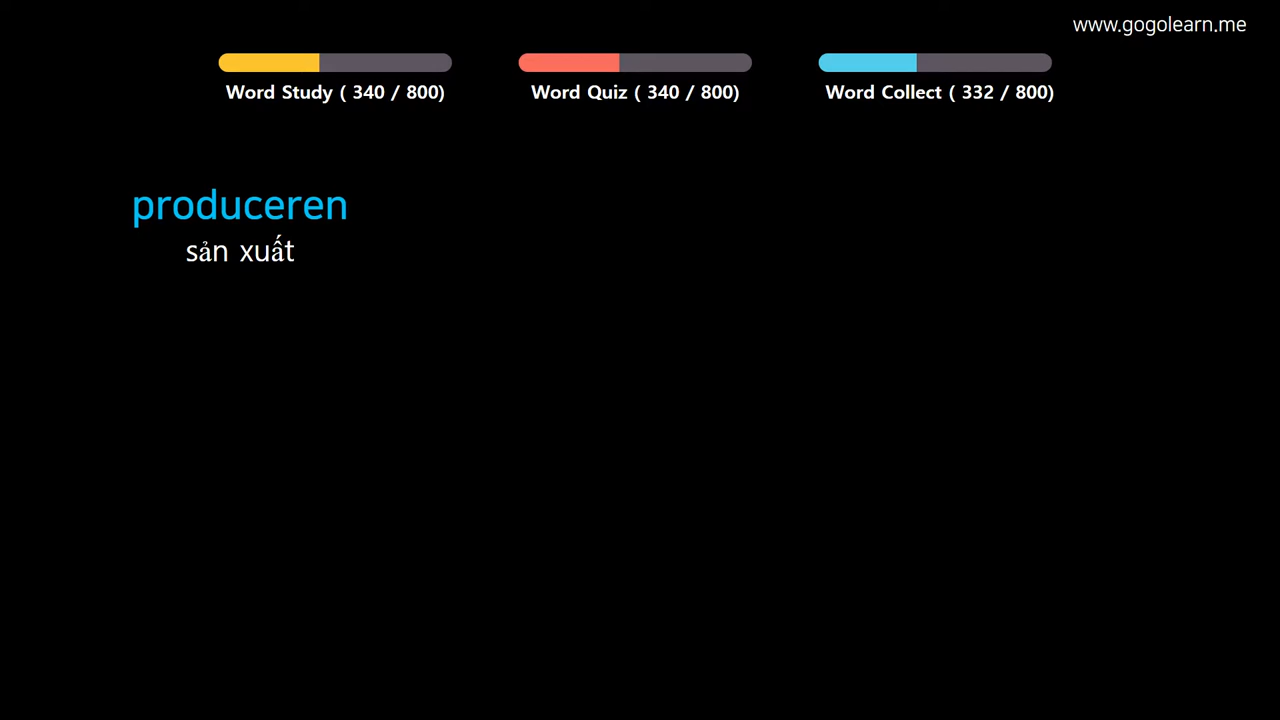 www.gogolearn.me
Word Study ( 340 / 800)
Word Quiz ( 340 / 800)
Word Collect ( 332 / 800)
produceren
sản xuất